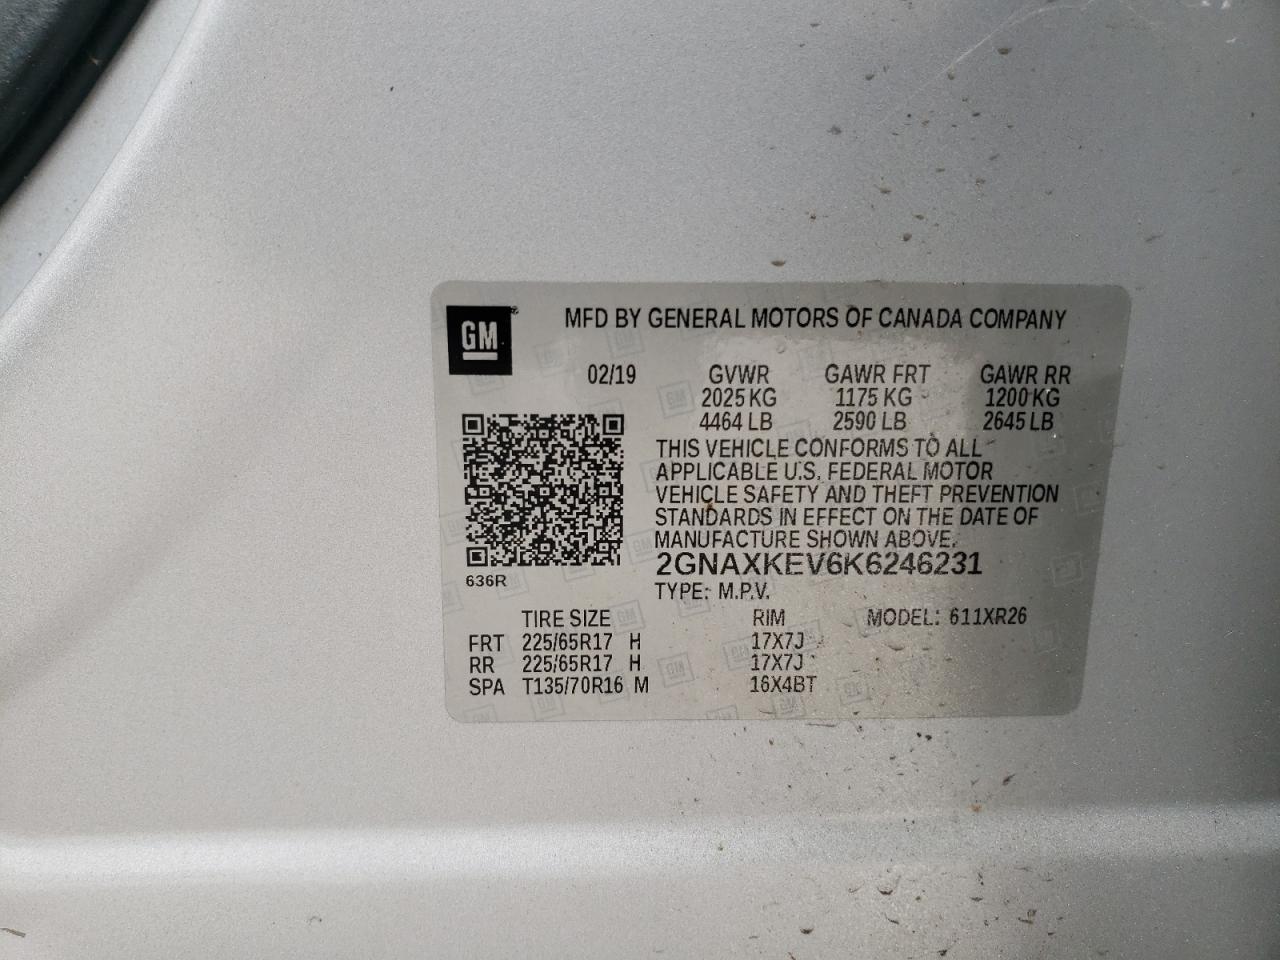 GM®
MFD BY GENERAL MOTORS OF CANADA COMPANY
02/19 GVWR GAWR FRT GAWR RR
2025 KG 1175 KG 1200 KG
4464 LB 2590 LB 2645 LB
THIS VEHICLE CONFORMS TO ALL
APPLICABLE U.S. FEDERAL MOTOR
VEHICLE SAFETY AND THEFT PREVENTION
STANDARDS IN EFFECT ON THE DATE OF
MANUFACTURE SHOWN ABOVE.
2GNAXKEV6K6246231
636R
TYPE: M.P.V.
TIRE SIZE RIM MODEL: 611XR26
FRT 225/65R17 H 17X7J
RR 225/65R17 H 17X7J
SPA T135/70R16 M 16X4BT